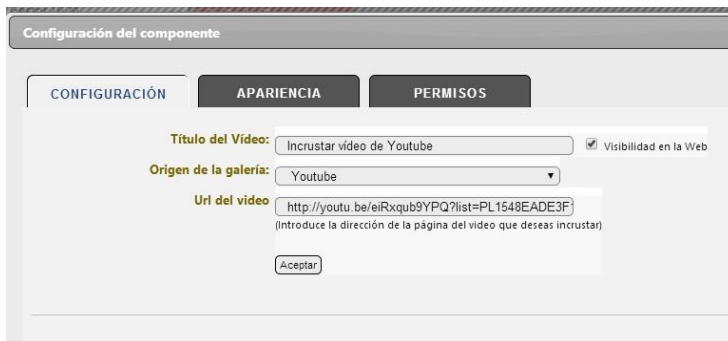 Configuración del componente
CONFIGURACIÓN
APARIENCIA
PERMISOS
Título del Vídeo: Incrustar vídeo de Youtube Visibilidad en la Web
Origen de la galería: Youtube
Url del video http://youtu.be/eiRxqub9YPQ?list=PL1548EADE3F
(Introduce la dirección de la página del video que deseas incrustar)
Aceptar